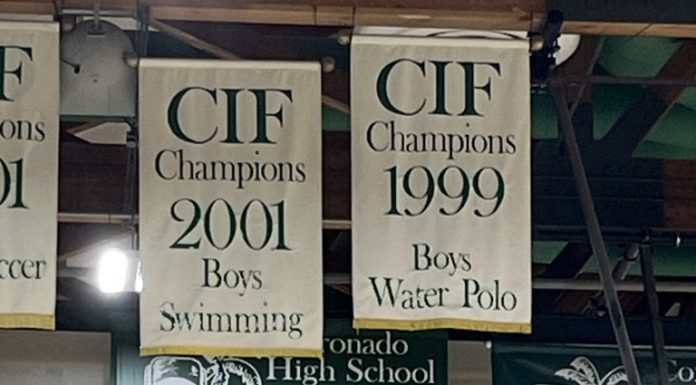 CIF
Champions
2001
Boys
Swimming
CIF
Champions
1999
Boys
Water Polo
High School